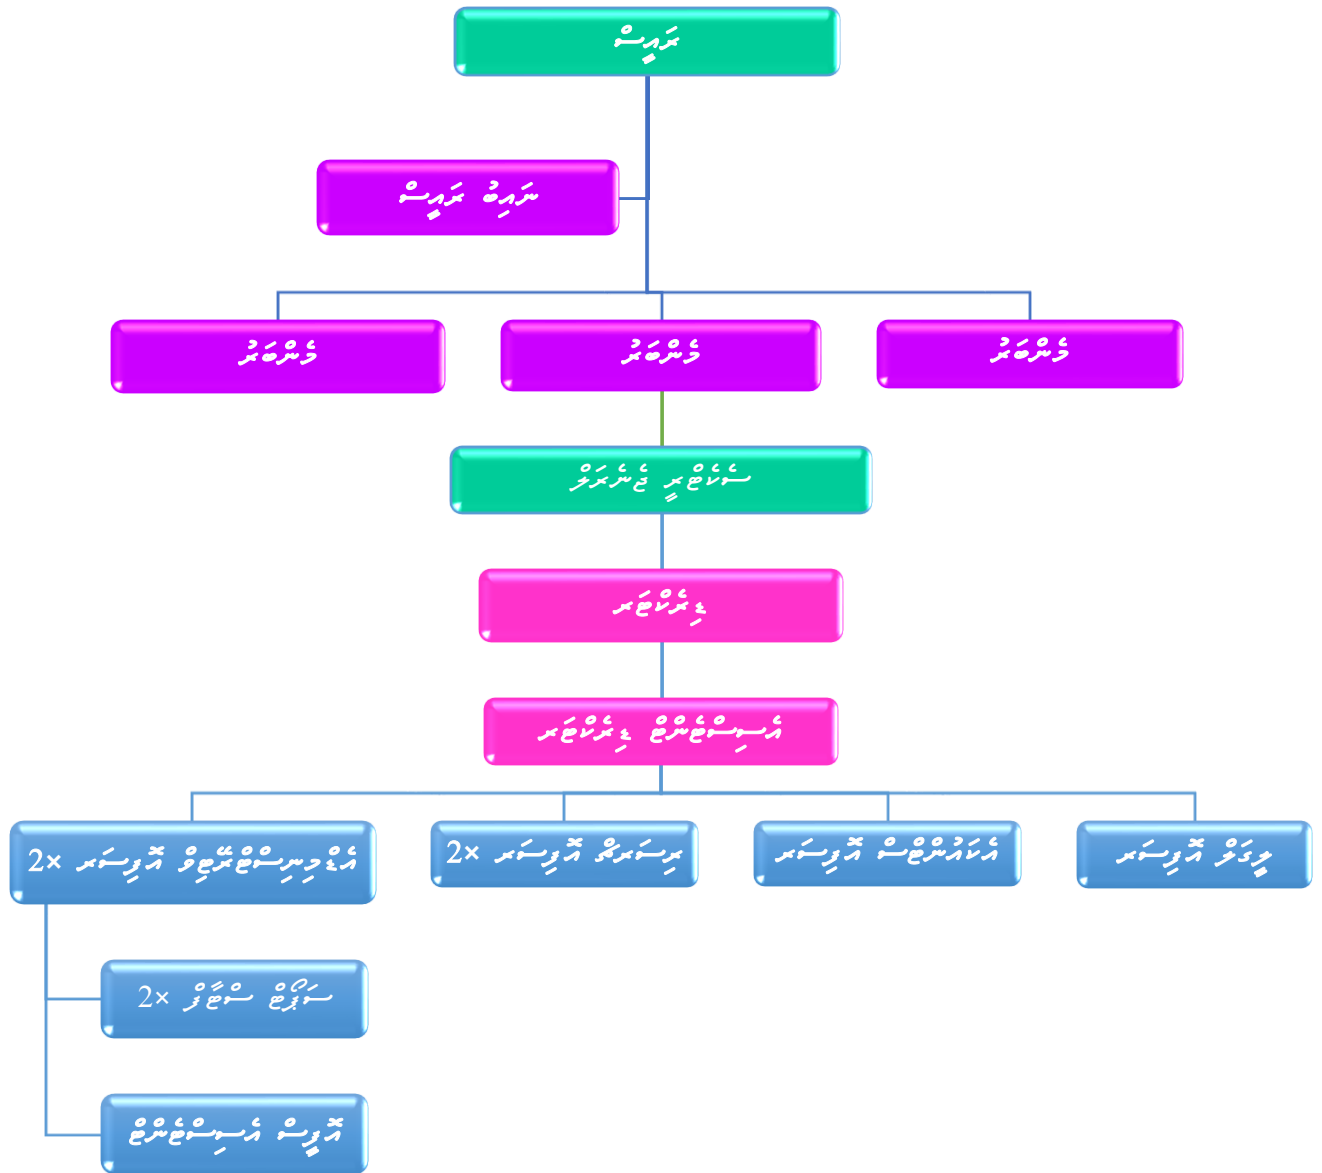 ރައީސް
ނައިބު ރައީސް
މެންބަރު
މެންބަރު
މެންބަރު
ސެކެޓްރީ ޖެނެރަލް
ޑިރެކްޓަރ
އެސިސްޓެންޓް ޑިރެކްޓަރ
ލީގަލް އޮފިސަރ
އެކައުންޓްސް އޮފިސަރ
ރިސަރޗް އޮފިސަރ ×2
އެޑްމިނިސްޓްރޭޓިވް އޮފިސަރ ×2
ސަޕޯޓް ސްޓާފް ×2
އޮފީސް އެސިސްޓެންޓް